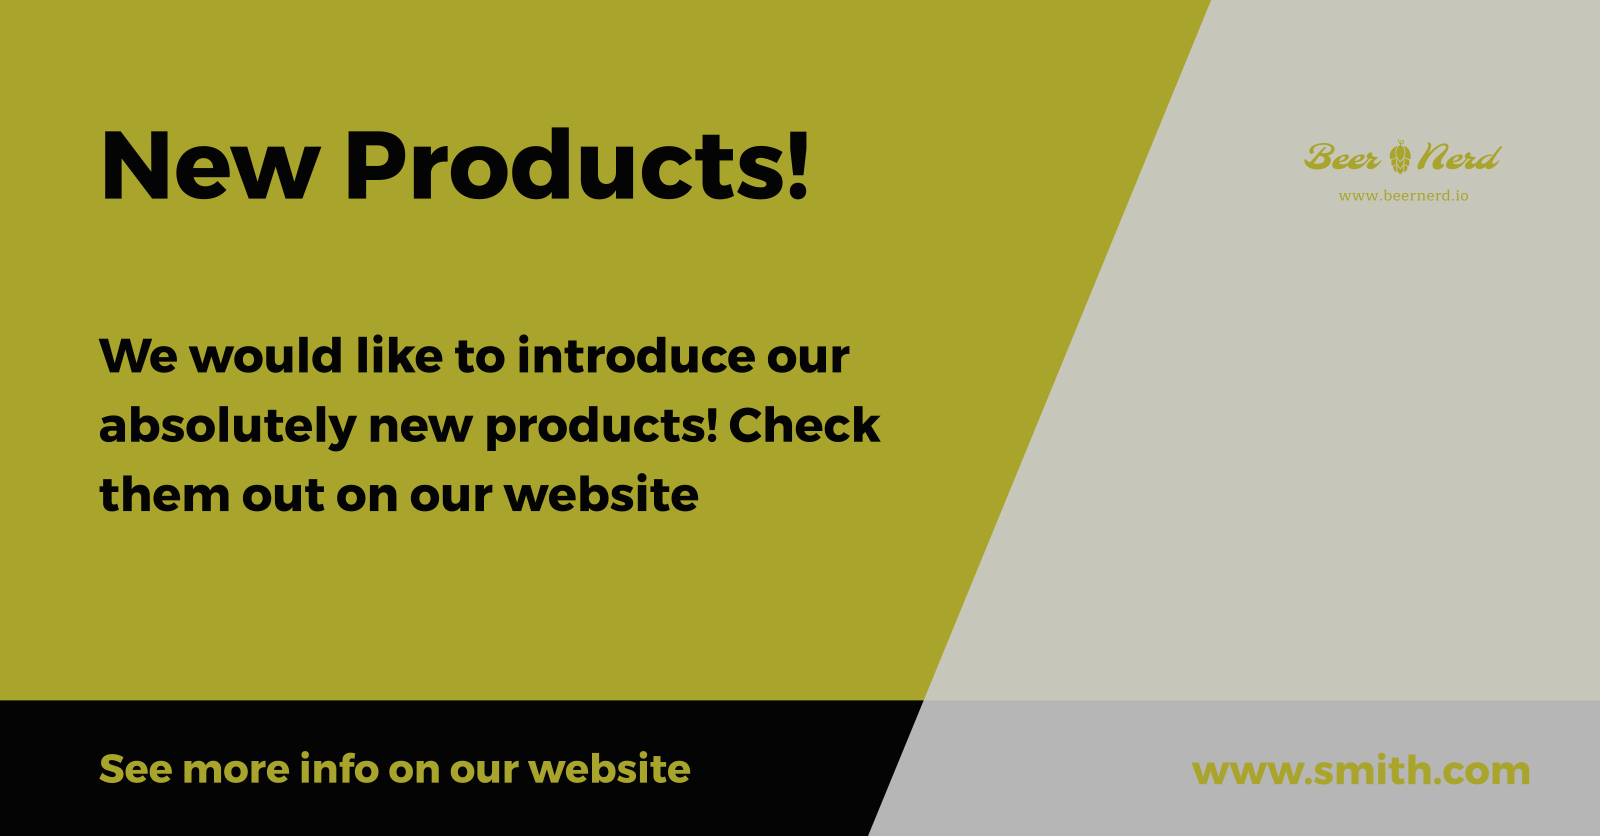 New Products!
Beer Nerd
www.beernerd.io
We would like to introduce our
absolutely new products! Check
them out on our website
See more info on our website
www.smith.com